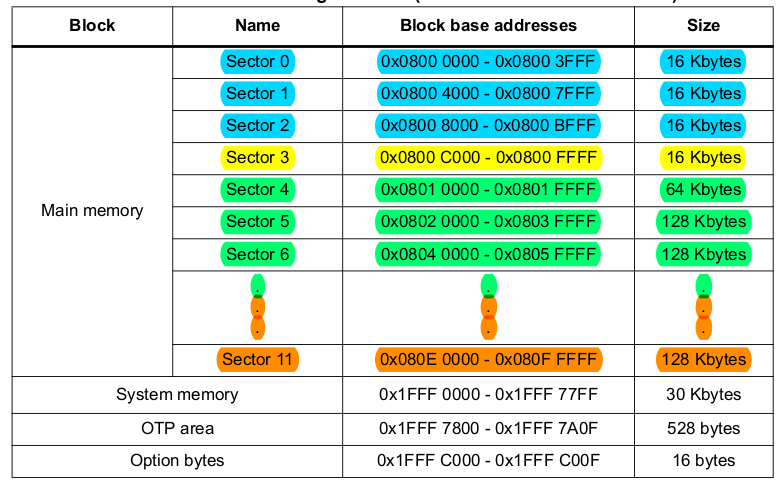 Block Name Block base addresses Size
Main memory
Sector 0 0x0800 0000 - 0x0800 3FFF 16 Kbytes
Sector 1 0x0800 4000 - 0x0800 7FFF 16 Kbytes
Sector 2 0x0800 8000 - 0x0800 BFFF 16 Kbytes
Sector 3 0x0800 C000 - 0x0800 FFFF 16 Kbytes
Sector 4 0x0801 0000 - 0x0801 FFFF 64 Kbytes
Sector 5 0x0802 0000 - 0x0803 FFFF 128 Kbytes
Sector 6 0x0804 0000 - 0x0805 FFFF 128 Kbytes
. . .
. . .
. . .
Sector 11 0x080E 0000 - 0x080F FFFF 128 Kbytes
System memory 0x1FFF 0000 - 0x1FFF 77FF 30 Kbytes
OTP area 0x1FFF 7800 - 0x1FFF 7A0F 528 bytes
Option bytes 0x1FFF C000 - 0x1FFF C00F 16 bytes